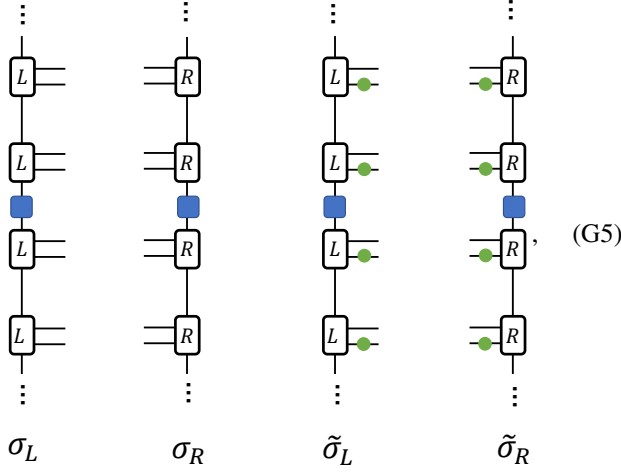 ⋮ ⋮ ⋮ ⋮
L R L R
L R L R
L R L R , (G5)
L R L R
⋮ ⋮ ⋮ ⋮
σ_L σ_R σ̃_L σ̃_R